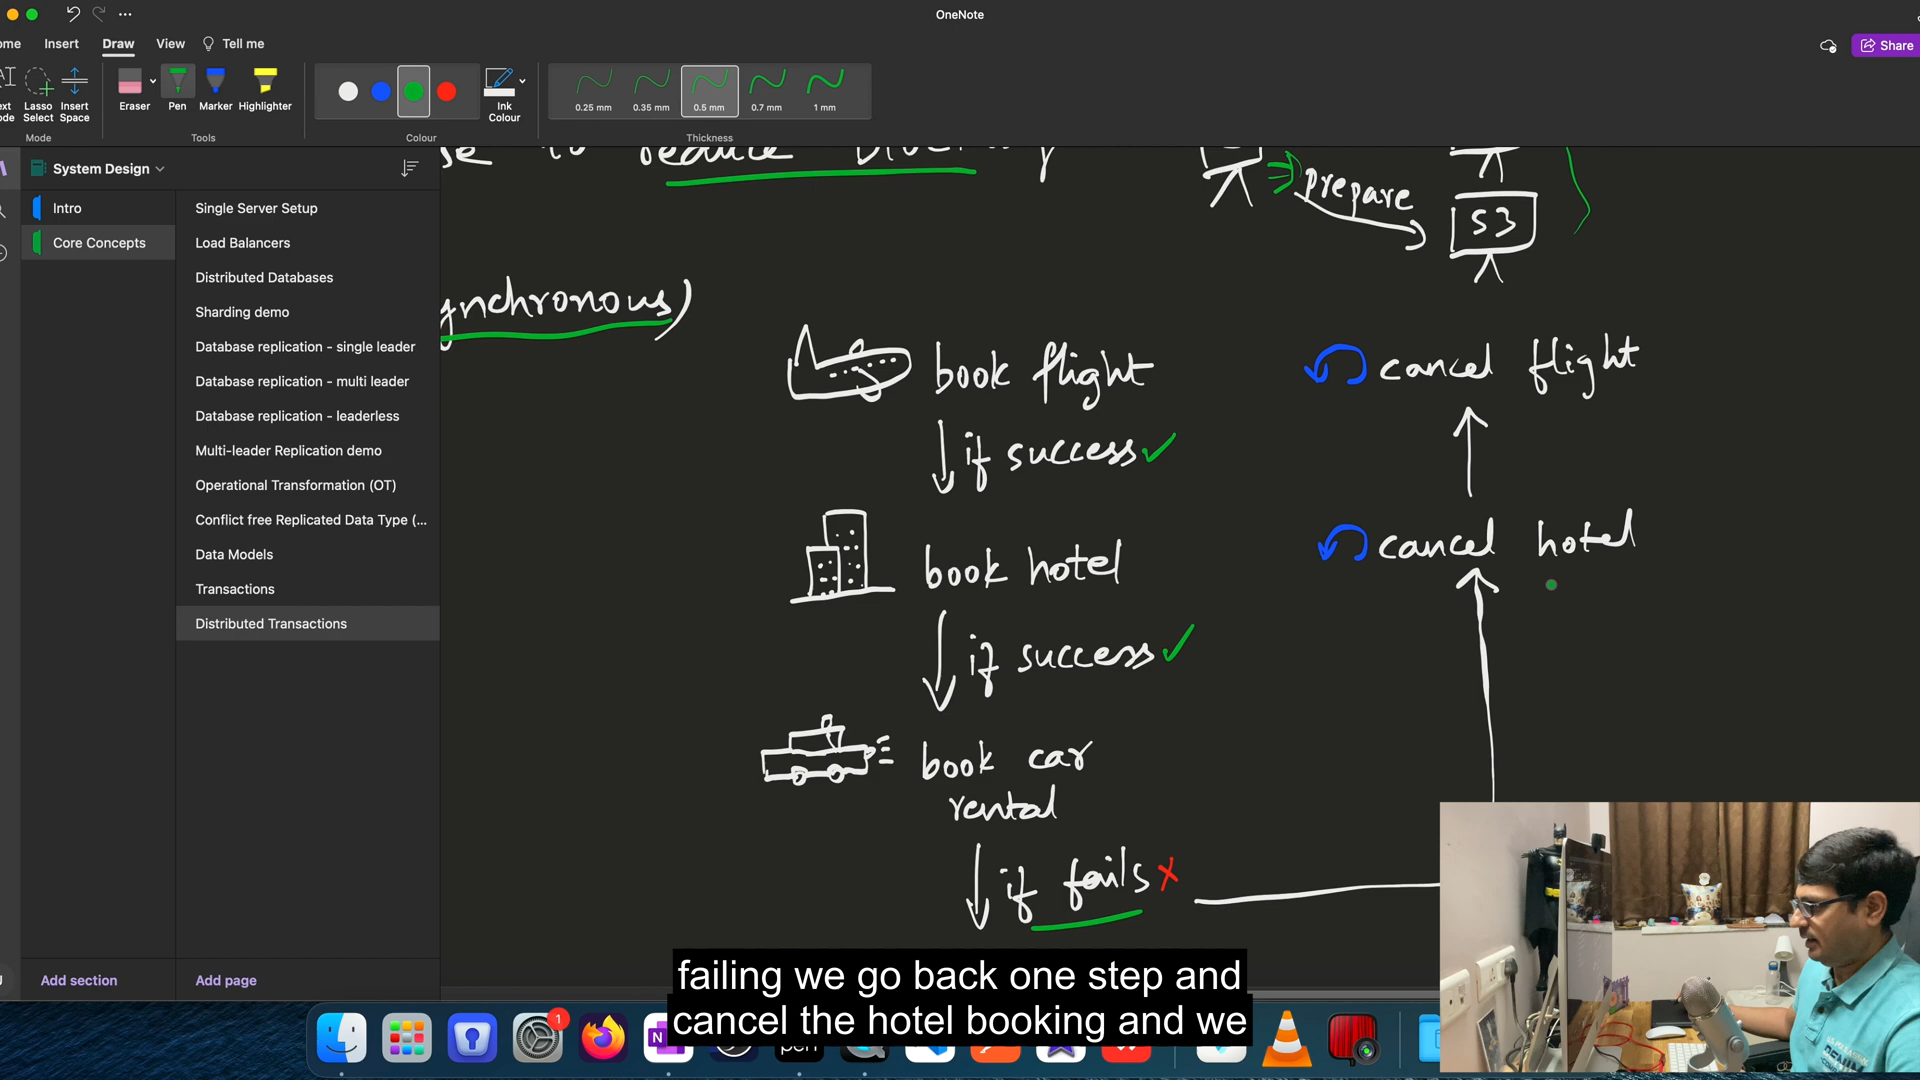 OneNote
Insert
Draw
View
Tell me
Share
Lasso
Select
Insert
Space
Eraser
Pen
Marker
Highlighter
Ink
Colour
0.25 mm
0.35 mm
0.5 mm
0.7 mm
1 mm
Mode
Tools
Colour
Thickness
System Design
Intro
Core Concepts
Single Server Setup
Load Balancers
Distributed Databases
Sharding demo
Database replication - single leader
Database replication - multi leader
Database replication - leaderless
Multi-leader Replication demo
Operational Transformation (OT)
Conflict free Replicated Data Type (...
Data Models
Transactions
Distributed Transactions
Add section
Add page
to reduce
prepare
S3
ynchronous)
book flight
if success
book hotel
if success
book car
rental
if fails
cancel flight
cancel hotel
failing we go back one step and
cancel the hotel booking and we
1
N
pen